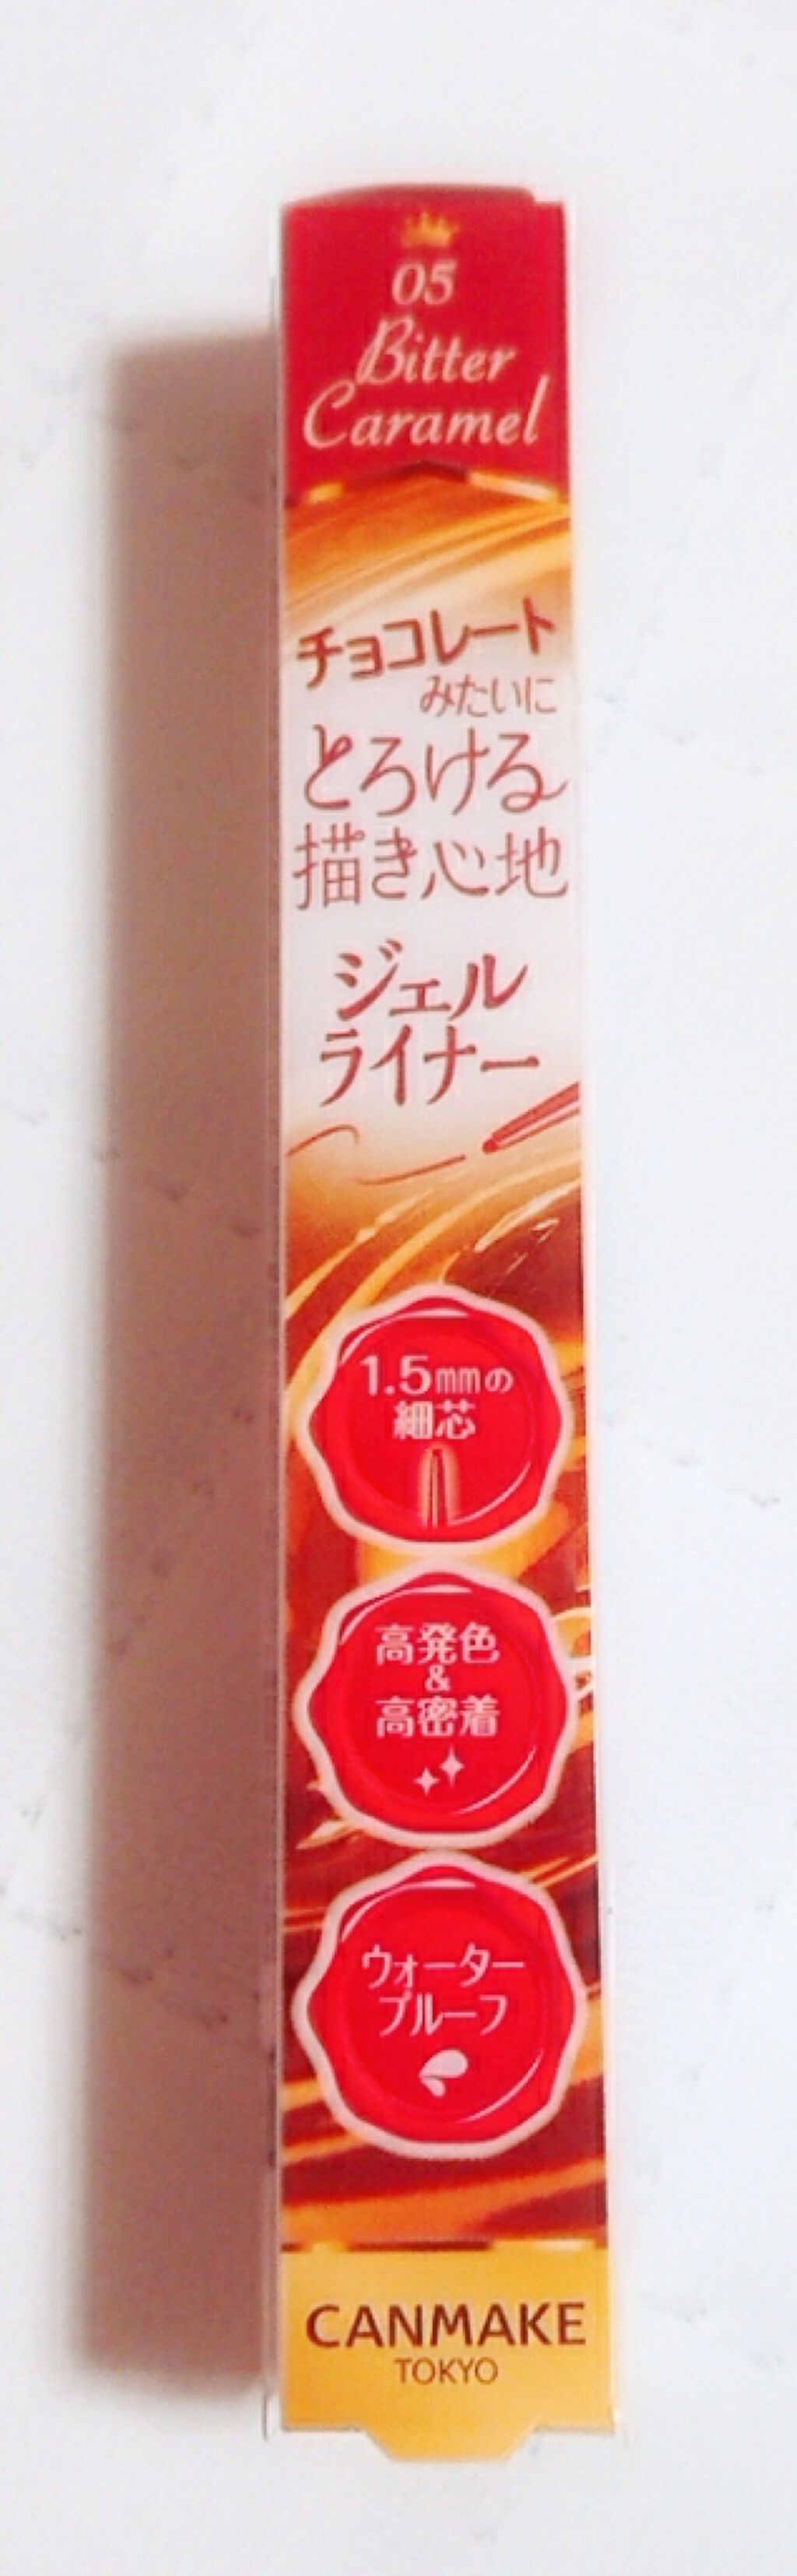 05
Bitter
Caramel
チョコレート
みたいに
とろける
描き心地
ジェル
ライナー
1.5mmの
細芯
高発色
&
高密着
ウォーター
プルーフ
CANMAKE
TOKYO